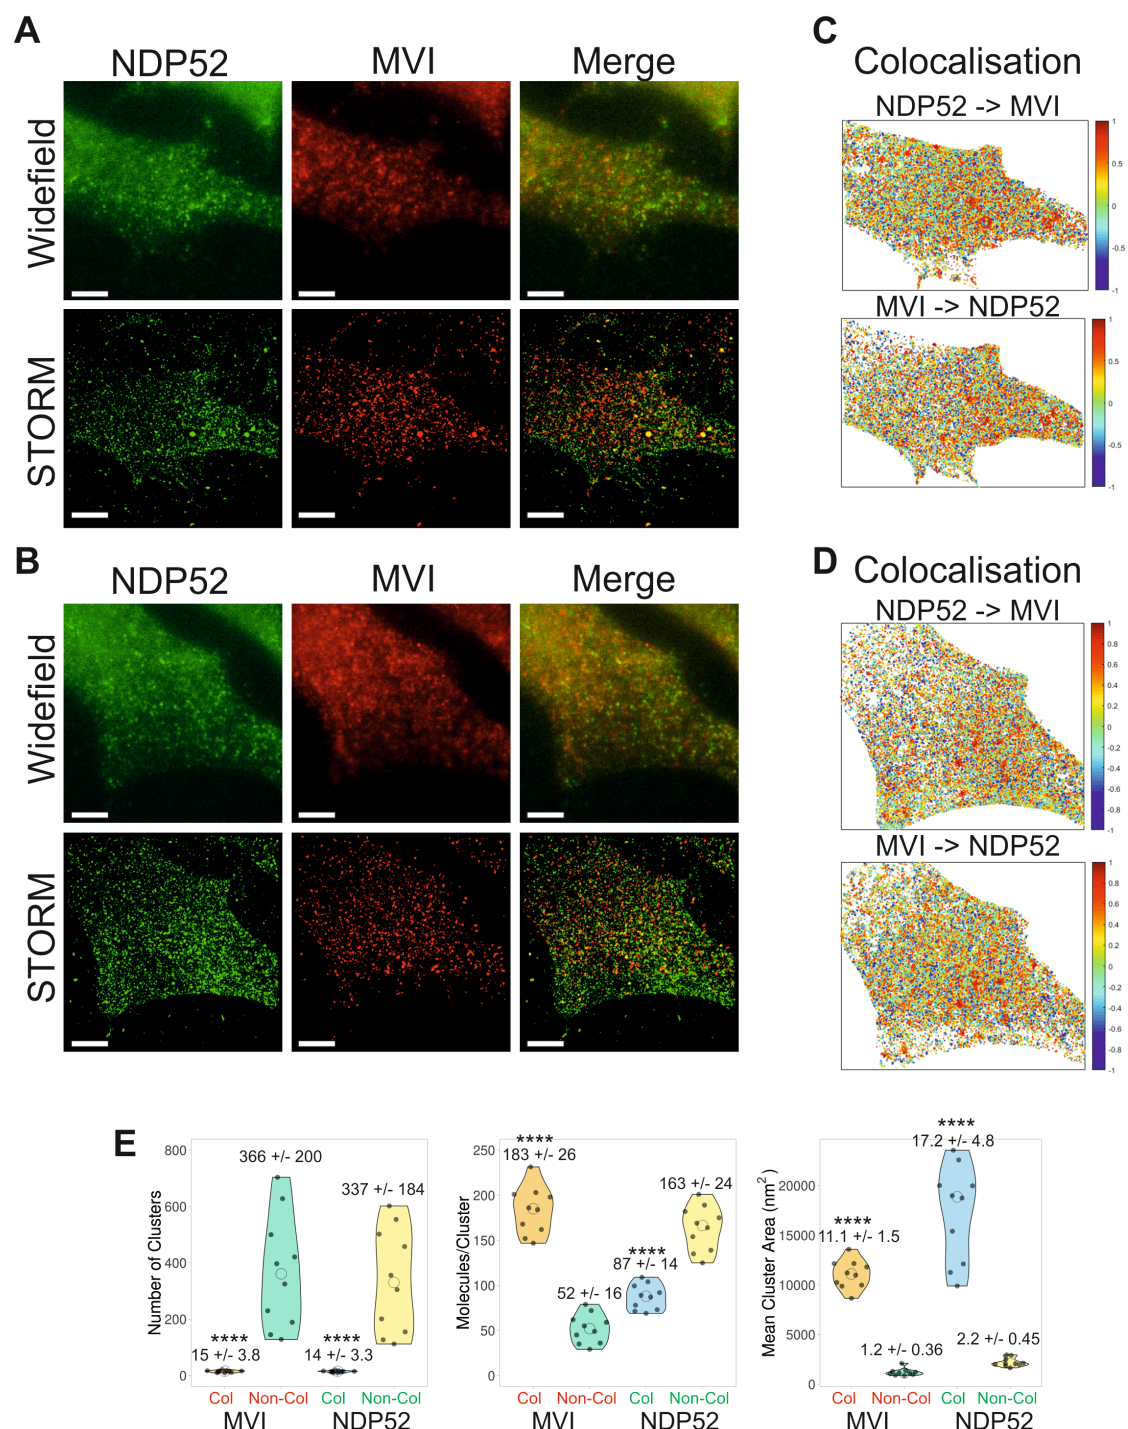 A
NDP52 MVI Merge
Widefield
STORM
C
Colocalisation
NDP52 -> MVI
1
0.5
0
-0.5
-1
MVI -> NDP52
1
0.5
0
-0.5
-1
B
NDP52 MVI Merge
Widefield
STORM
D
Colocalisation
NDP52 -> MVI
1
0.8
0.6
0.4
0.2
0
-0.2
-0.4
-0.6
-0.8
-1
MVI -> NDP52
1
0.8
0.6
0.4
0.2
0
-0.2
-0.4
-0.6
-0.8
-1
E
Number of Clusters
800
600
400
200
0
366 +/- 200
337 +/- 184
**** ****
15 +/- 3.8 14 +/- 3.3
Col Non-Col Col Non-Col
MVI NDP52
Molecules/Cluster
250
200
150
100
50
0
****
183 +/- 26
163 +/- 24
****
87 +/- 14
52 +/- 16
Col Non-Col Col Non-Col
MVI NDP52
Mean Cluster Area (nm²)
20000
15000
10000
5000
0
****
17.2 +/- 4.8
****
11.1 +/- 1.5
1.2 +/- 0.36
2.2 +/- 0.45
Col Non-Col Col Non-Col
MVI NDP52